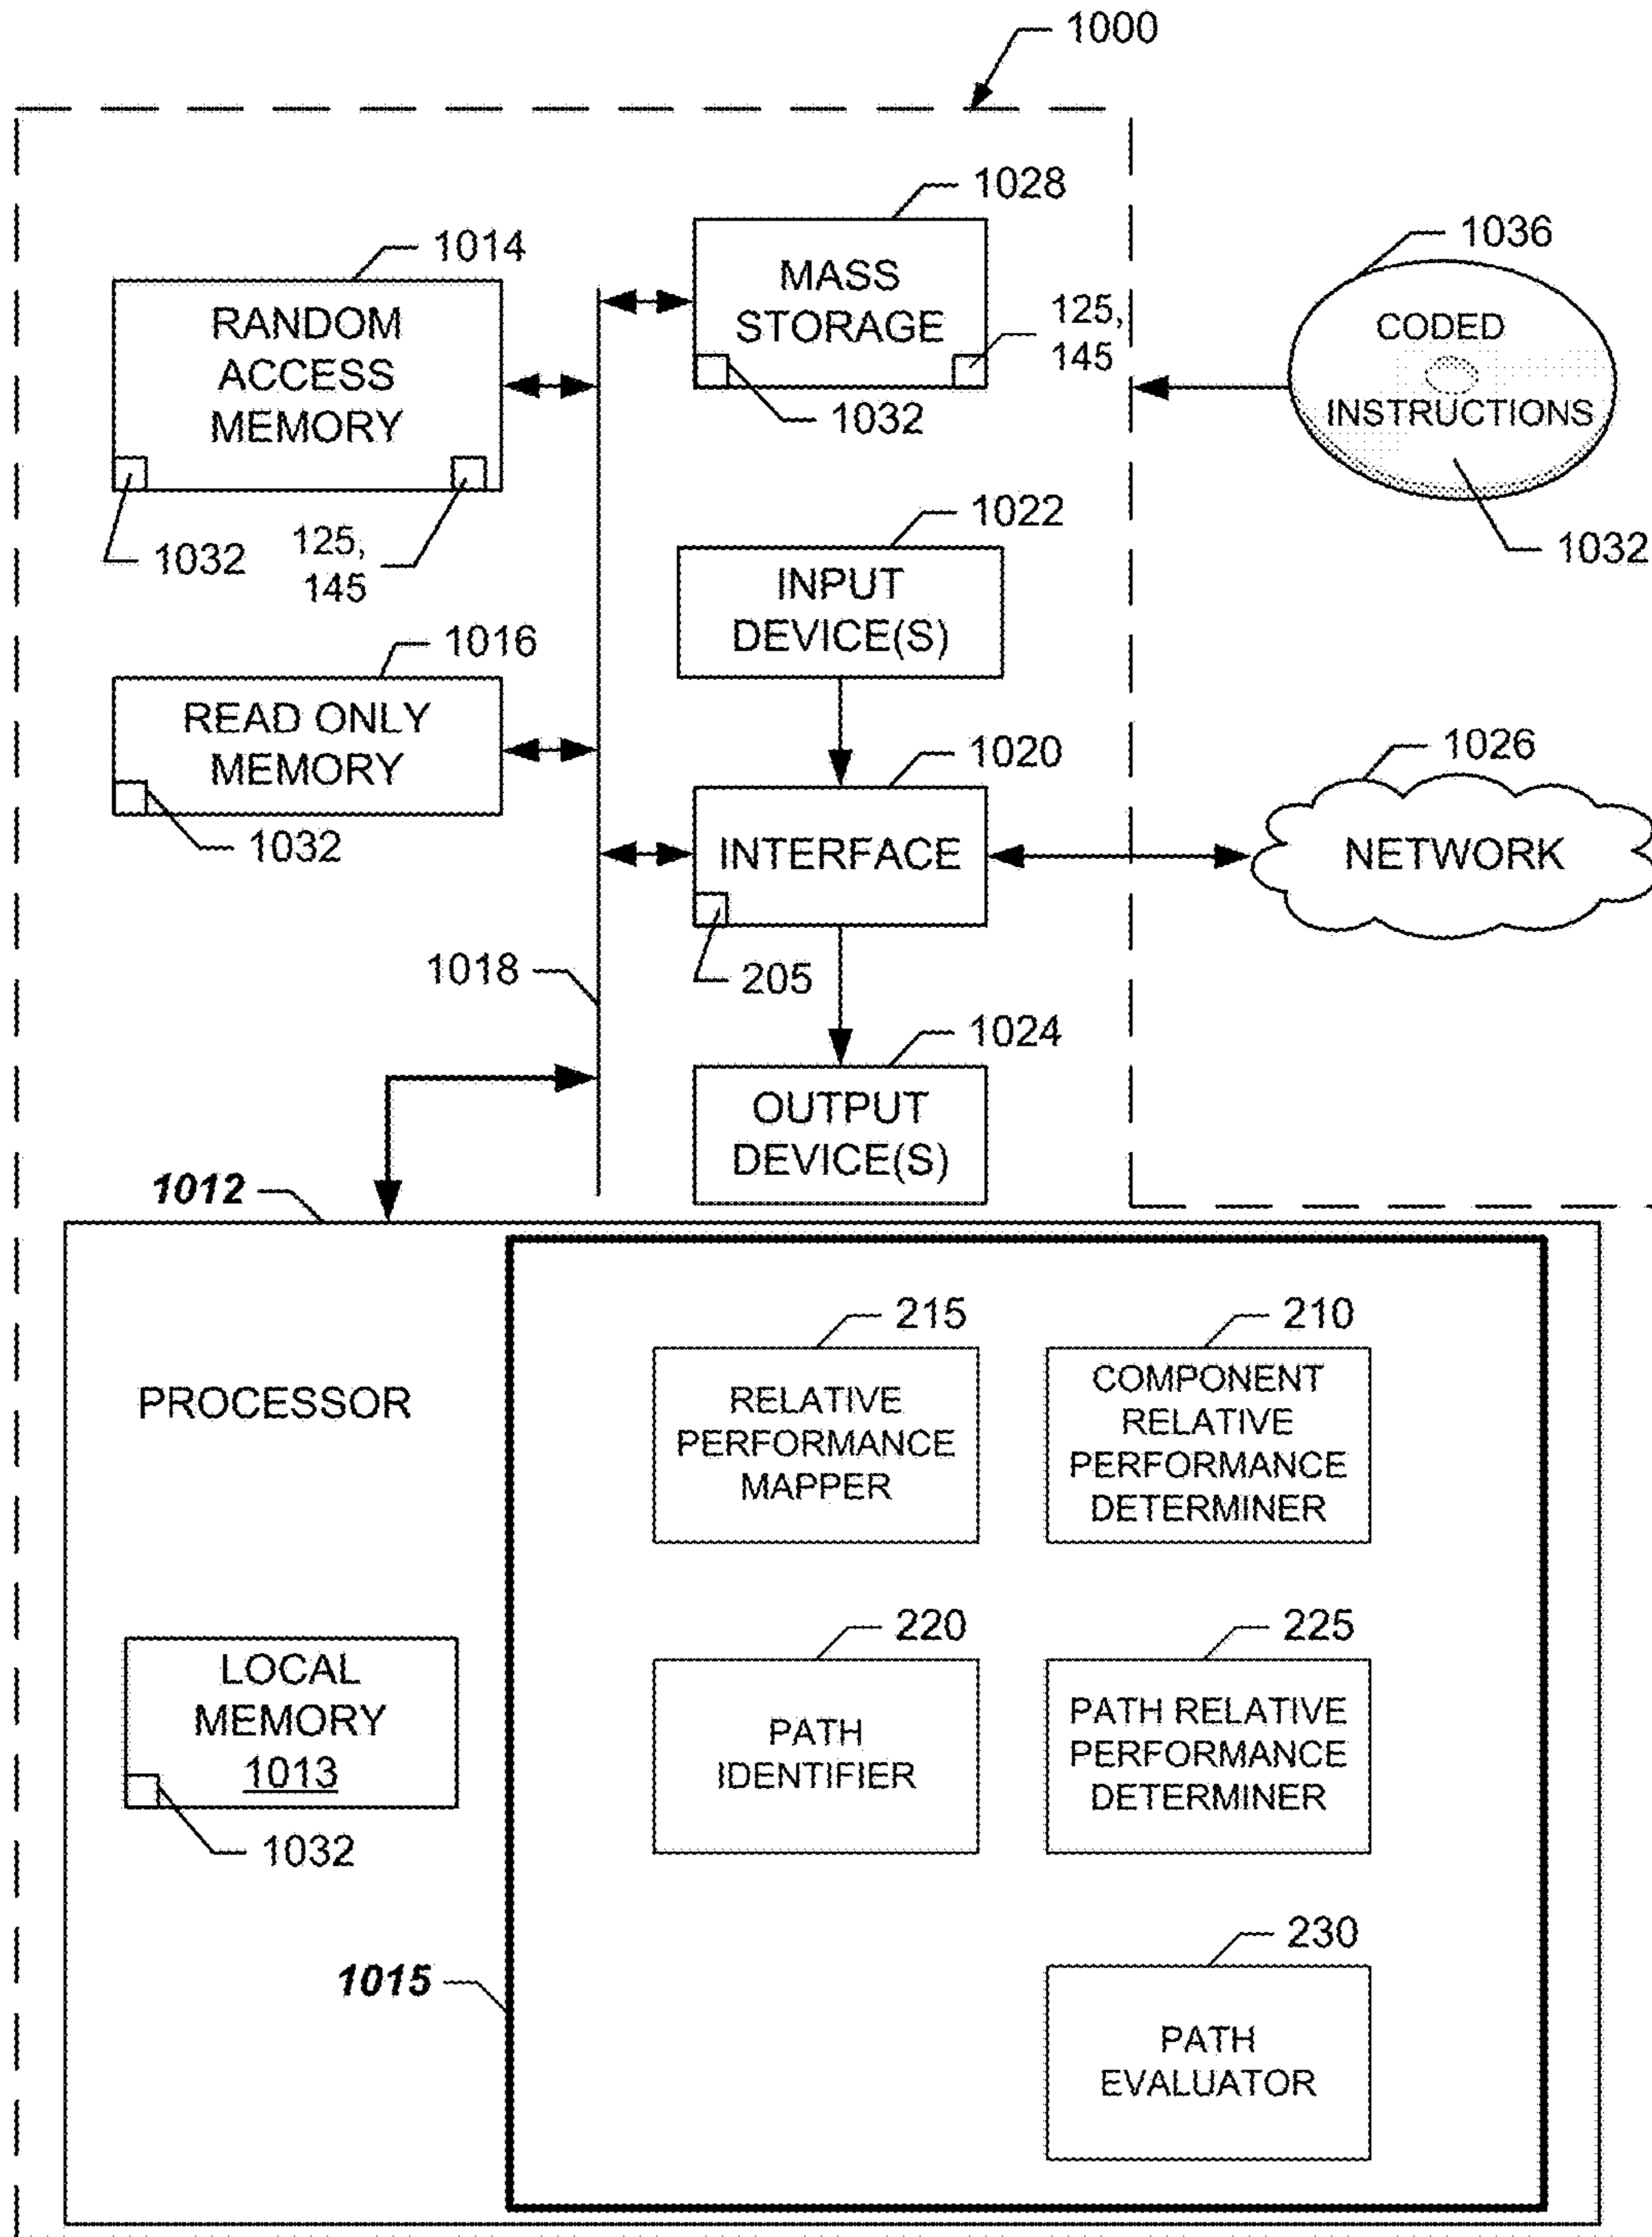 1000
1028
MASS
STORAGE
125,
145
1032
1014
RANDOM
ACCESS
MEMORY
1032
125,
145
1036
CODED
INSTRUCTIONS
1032
1022
INPUT
DEVICE(S)
1016
READ ONLY
MEMORY
1032
1020
INTERFACE
205
1026
NETWORK
1018
1024
OUTPUT
DEVICE(S)
1012
PROCESSOR
LOCAL
MEMORY
1013
1032
1015
215
RELATIVE
PERFORMANCE
MAPPER
210
COMPONENT
RELATIVE
PERFORMANCE
DETERMINER
220
PATH
IDENTIFIER
225
PATH RELATIVE
PERFORMANCE
DETERMINER
230
PATH
EVALUATOR